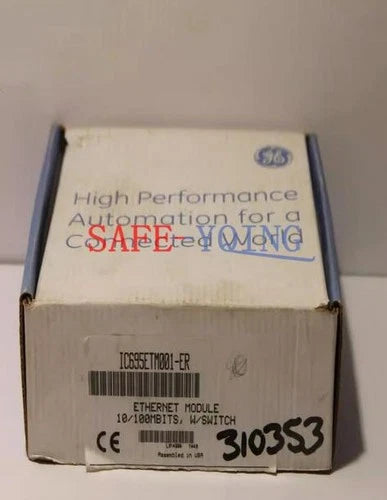 GE
High Performance
Automation for a
Connected World
SAFE YOING
IC695ETM001-ER
ETHERNET MODULE
10/100MBITS, W/SWITCH
CE
Assembled in USA
310353